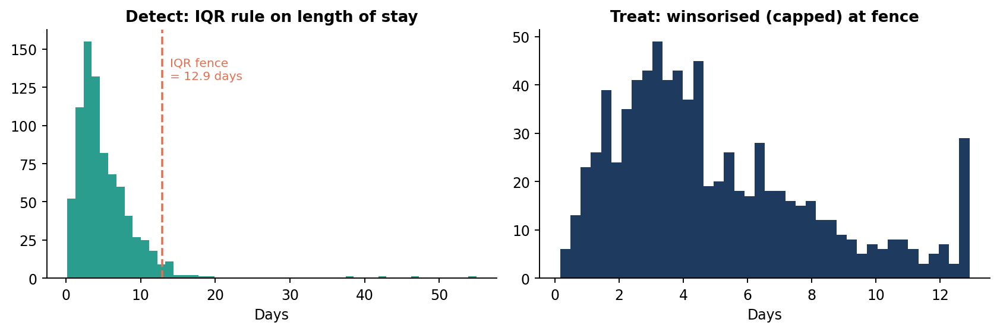 Detect: IQR rule on length of stay
150
125
100
75
50
25
0
IQR fence
= 12.9 days
0 10 20 30 40 50
Days
Treat: winsorised (capped) at fence
50
40
30
20
10
0
0 2 4 6 8 10 12
Days